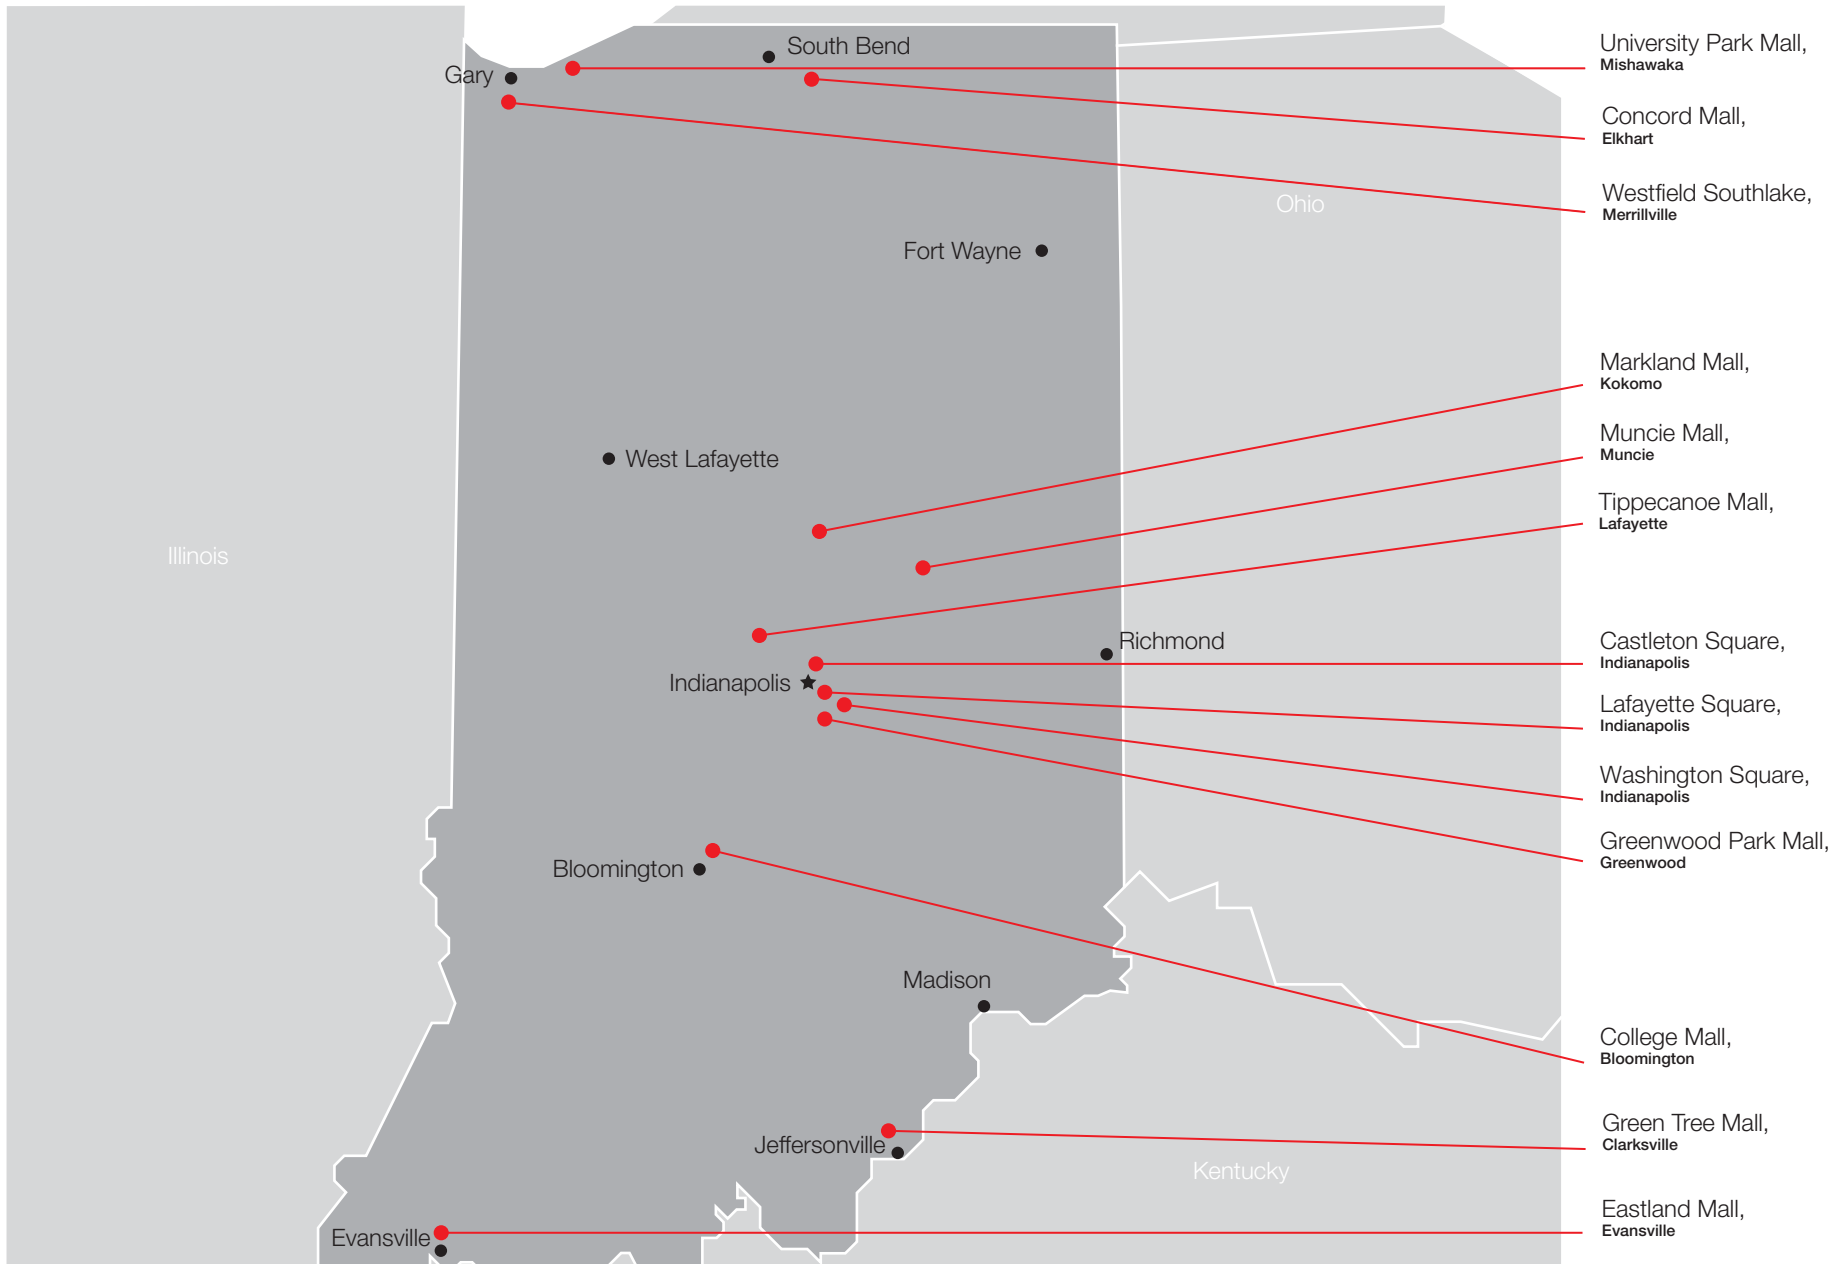 South Bend
Gary
University Park Mall,
Mishawaka
Concord Mall,
Elkhart
Westfield Southlake,
Merrillville
Ohio
Fort Wayne
Markland Mall,
Kokomo
Muncie Mall,
Muncie
West Lafayette
Tippecanoe Mall,
Lafayette
Illinois
Richmond
Castleton Square,
Indianapolis
Indianapolis
Lafayette Square,
Indianapolis
Washington Square,
Indianapolis
Greenwood Park Mall,
Greenwood
Bloomington
Madison
College Mall,
Bloomington
Green Tree Mall,
Clarksville
Jeffersonville
Kentucky
Eastland Mall,
Evansville
Evansville